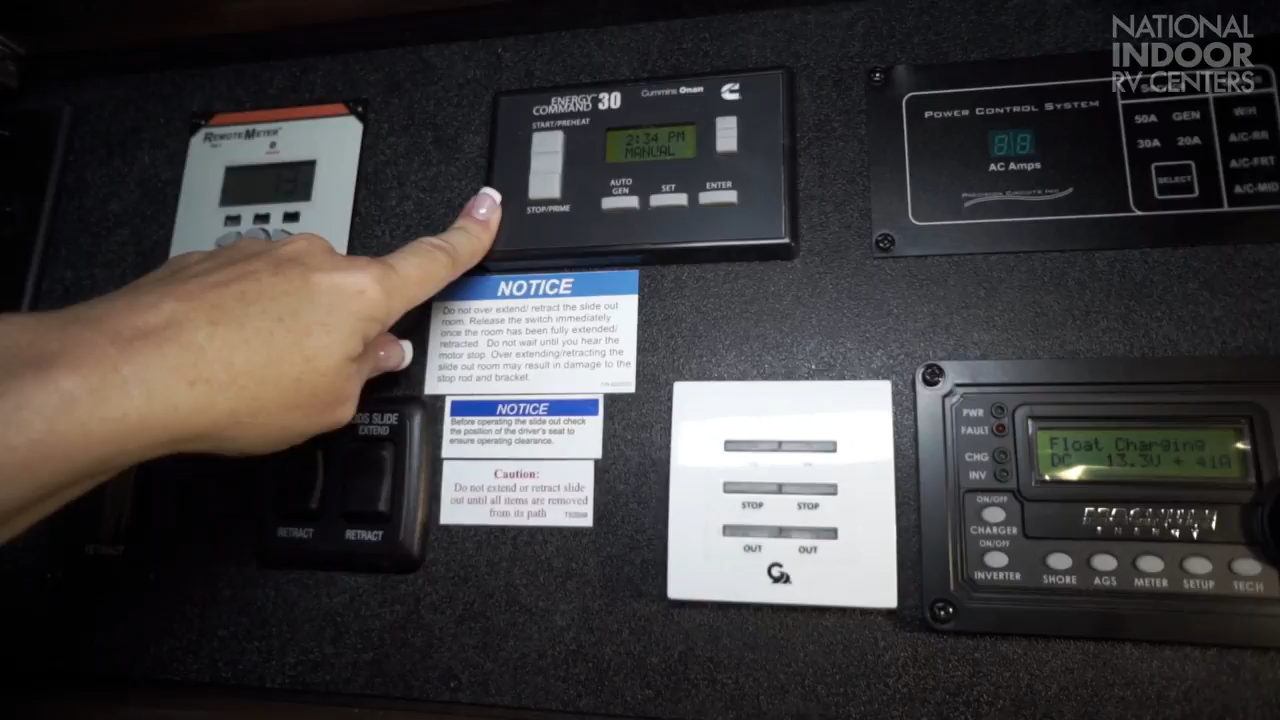 NATIONAL
INDOOR
RV CENTERS
REMOTEMETER
ENERGY
COMMAND 30
Cummins Onan
START/PREHEAT
2:34 PM
MANUAL
STOP/PRIME
AUTO
GEN
SET
ENTER
POWER CONTROL SYSTEM
AC Amps
PRECISION CIRCUITS INC.
50A GEN
30A 20A
SELECT
W/H
A/C-RR
A/C-FRT
A/C-MID
NOTICE
Do not over extend/ retract the slide out
room. Release the switch immediately
once the room has been fully extended/
retracted. Do not wait until you hear the
motor stop. Over extending/retracting the
slide out room may result in damage to the
stop rod and bracket.
NOTICE
Before operating the slide out check
the position of the driver's seat to
ensure operating clearance.
Caution:
Do not extend or retract slide
out until all items are removed
from its path
SLIDE
EXTEND
RETRACT
RETRACT
RETRACT
STOP STOP
OUT OUT
PWR
FAULT
CHG
INV
Float Charging
DC 13.3V + 41A
MAGNUM
ENERGY
ON/OFF
CHARGER
ON/OFF
INVERTER
SHORE
AGS
METER
SETUP
TECH